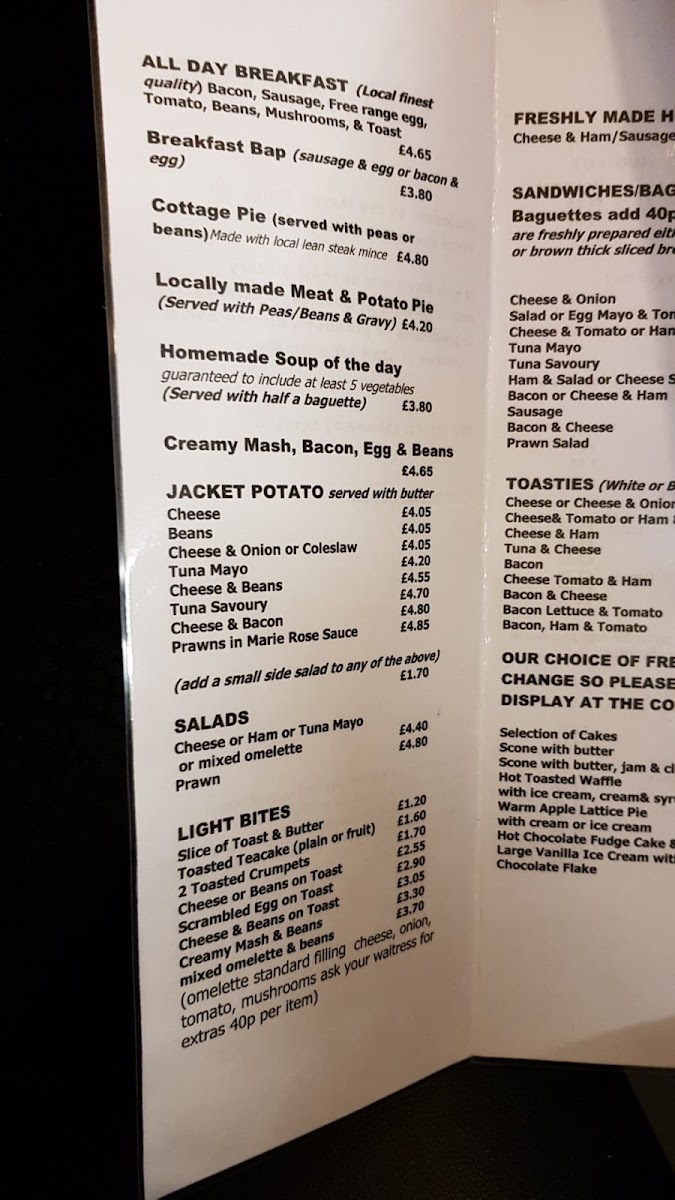 ALL DAY BREAKFAST (Local finest
quality) Bacon, Sausage, Free range egg,
Tomato, Beans, Mushrooms, & Toast
£4.65
Breakfast Bap (sausage & egg or bacon &
egg)
£3.80
Cottage Pie (served with peas or
beans) Made with local lean steak mince £4.80
Locally made Meat & Potato Pie
(Served with Peas/Beans & Gravy) £4.20
Homemade Soup of the day
guaranteed to include at least 5 vegetables
(Served with half a baguette) £3.80
Creamy Mash, Bacon, Egg & Beans
£4.65
JACKET POTATO served with butter
Cheese £4.05
Beans £4.05
Cheese & Onion or Coleslaw £4.05
Tuna Mayo £4.20
Cheese & Beans £4.55
Tuna Savoury £4.70
Cheese & Bacon £4.80
Prawns in Marie Rose Sauce £4.85
(add a small side salad to any of the above)
£1.70
SALADS
Cheese or Ham or Tuna Mayo £4.40
or mixed omelette £4.80
Prawn
LIGHT BITES
Slice of Toast & Butter £1.20
Toasted Teacake (plain or fruit) £1.60
2 Toasted Crumpets £1.70
Cheese or Beans on Toast £2.55
Scrambled Egg on Toast £2.90
Cheese & Beans on Toast £3.05
Creamy Mash & Beans £3.30
mixed omelette & beans £3.70
(omelette standard filling cheese, onion,
tomato, mushrooms ask your waitress for
extras 40p per item)
FRESHLY MADE H
Cheese & Ham/Sausage
SANDWICHES/BAG
Baguettes add 40p
are freshly prepared eit
or brown thick sliced bre
Cheese & Onion
Salad or Egg Mayo & Tom
Cheese & Tomato or Ham
Tuna Mayo
Tuna Savoury
Ham & Salad or Cheese S
Bacon or Cheese & Ham
Sausage
Bacon & Cheese
Prawn Salad
TOASTIES (White or B
Cheese or Cheese & Onion
Cheese& Tomato or Ham
Cheese & Ham
Tuna & Cheese
Bacon
Cheese Tomato & Ham
Bacon & Cheese
Bacon Lettuce & Tomato
Bacon, Ham & Tomato
OUR CHOICE OF FRE
CHANGE SO PLEASE
DISPLAY AT THE CO
Selection of Cakes
Scone with butter
Scone with butter, jam & cl
Hot Toasted Waffle
with ice cream, cream& syr
Warm Apple Lattice Pie
with cream or ice cream
Hot Chocolate Fudge Cake &
Large Vanilla Ice Cream wit
Chocolate Flake